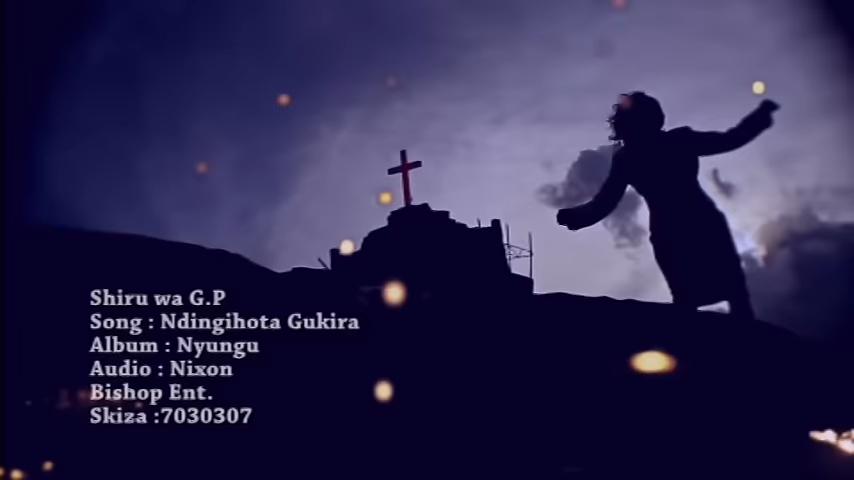 Shiru wa G.P
Song : Ndingihota Gukira
Album : Nyungu
Audio : Nixon
Bishop Ent.
Skiza :7030307